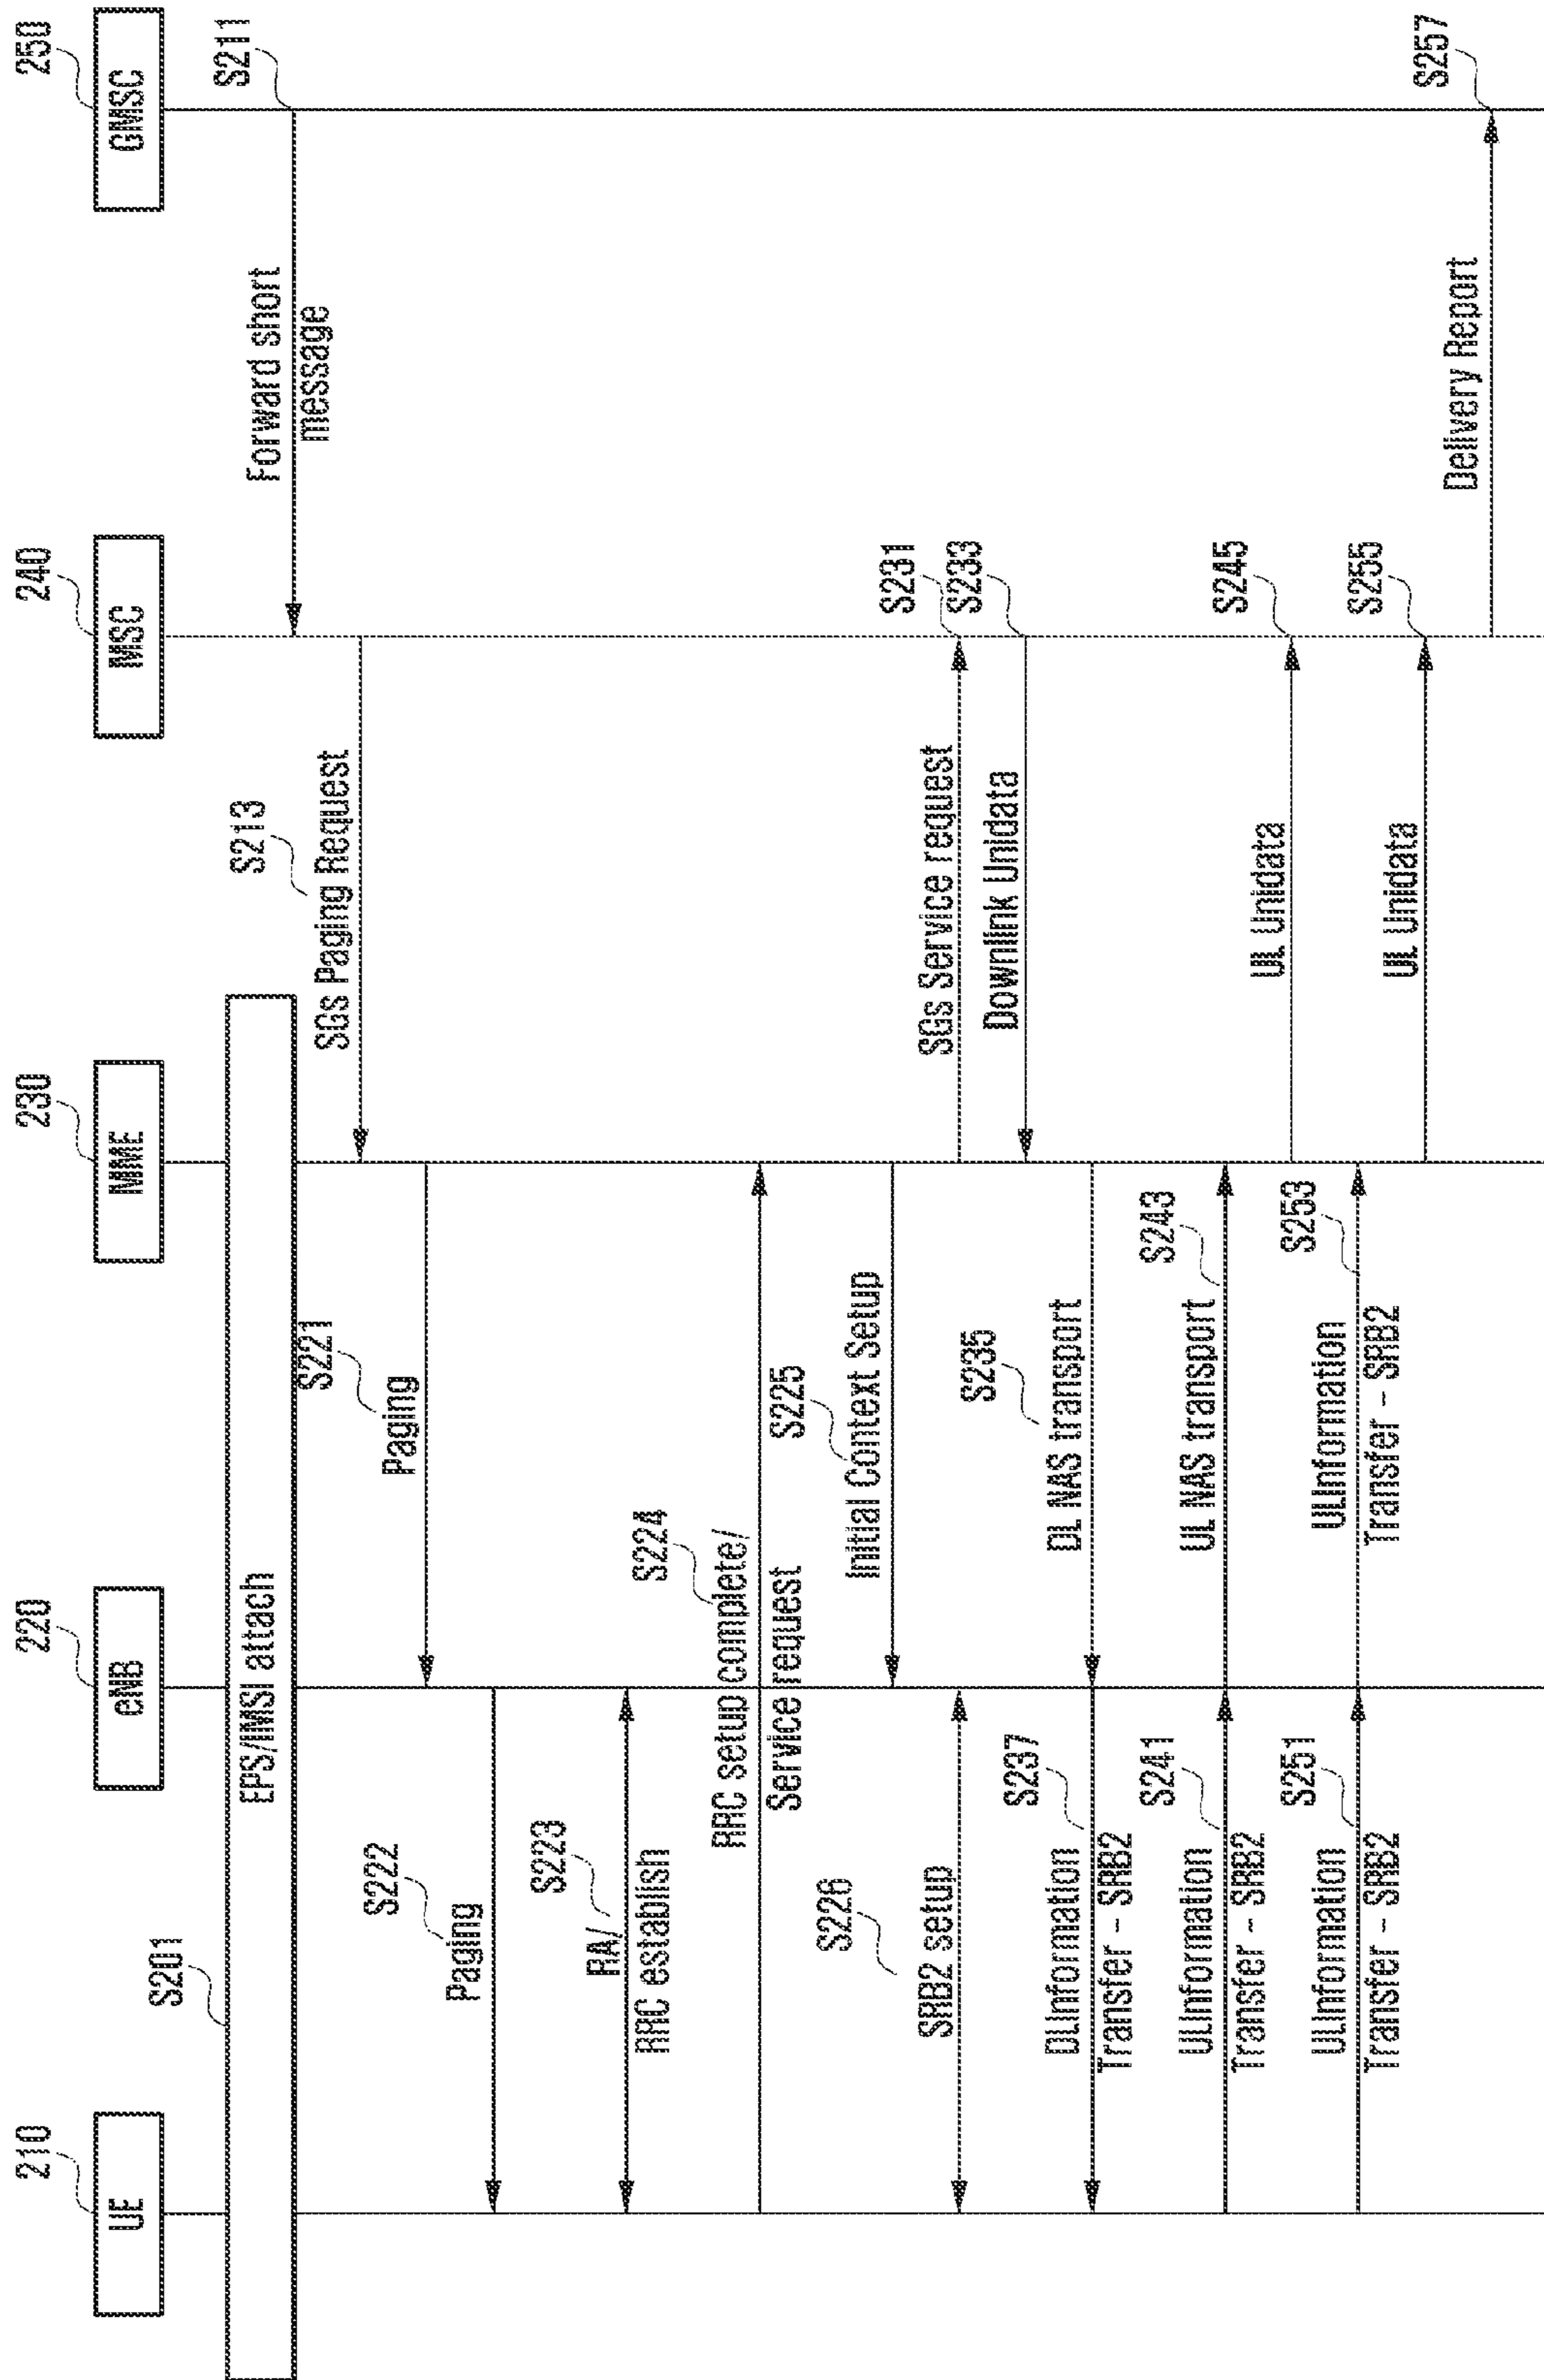 210
220
230
240
250
UE
eNB
MME
MSC
GMSC
S201
EPS/IMSI attach
S211
Forward short
message
S213
SGs Paging Request
S221
Paging
S222
Paging
S223
RA/
RRC establish
S224
RRC setup complete/
Service request
S225
Initial Context Setup
S226
SRB2 setup
S231
SGs Service request
S233
Downlink Unidata
S235
DL NAS transport
S237
DLInformation
Transfer - SRB2
S241
ULInformation
Transfer - SRB2
S243
UL NAS transport
S245
UL Unidata
S251
ULInformation
Transfer - SRB2
S253
ULInformation
Transfer - SRB2
S255
UL Unidata
S257
Delivery Report